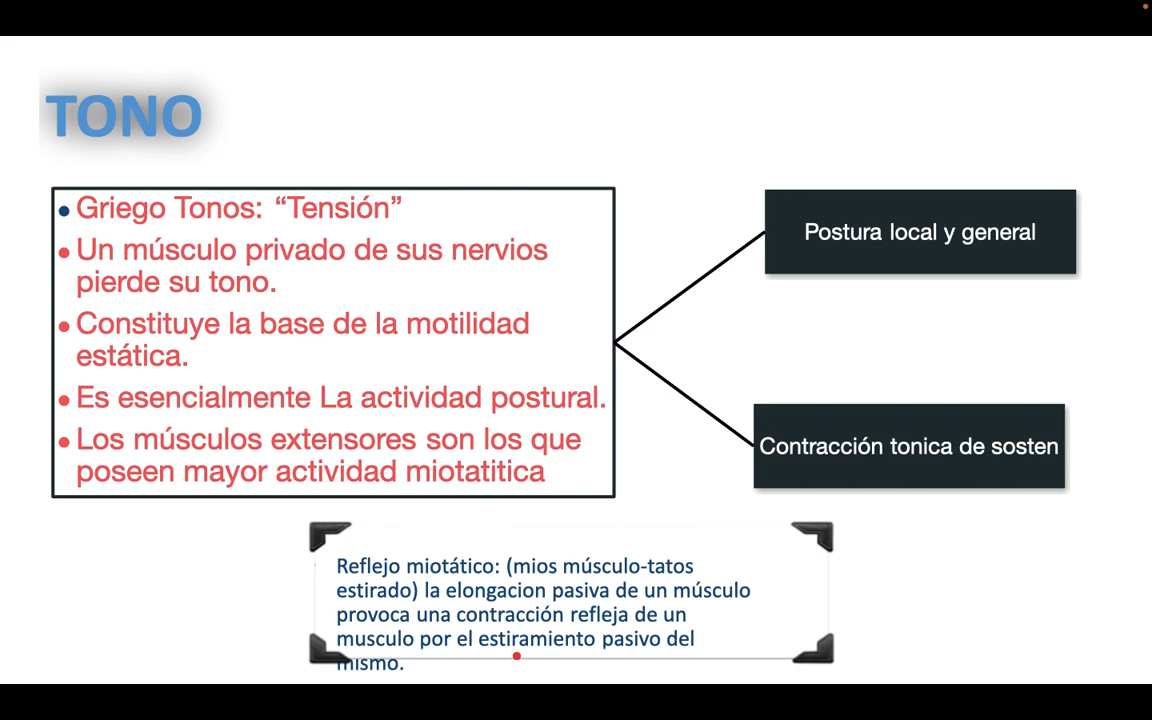 TONO
Griego Tonos: “Tensión”
Un músculo privado de sus nervios
pierde su tono.
Constituye la base de la motilidad
estática.
Es esencialmente La actividad postural.
Los músculos extensores son los que
poseen mayor actividad miotatitica
Postura local y general
Contracción tonica de sosten
Reflejo miotático: (mios músculo-tatos
estirado) la elongacion pasiva de un músculo
provoca una contracción refleja de un
musculo por el estiramiento pasivo del
mismo.